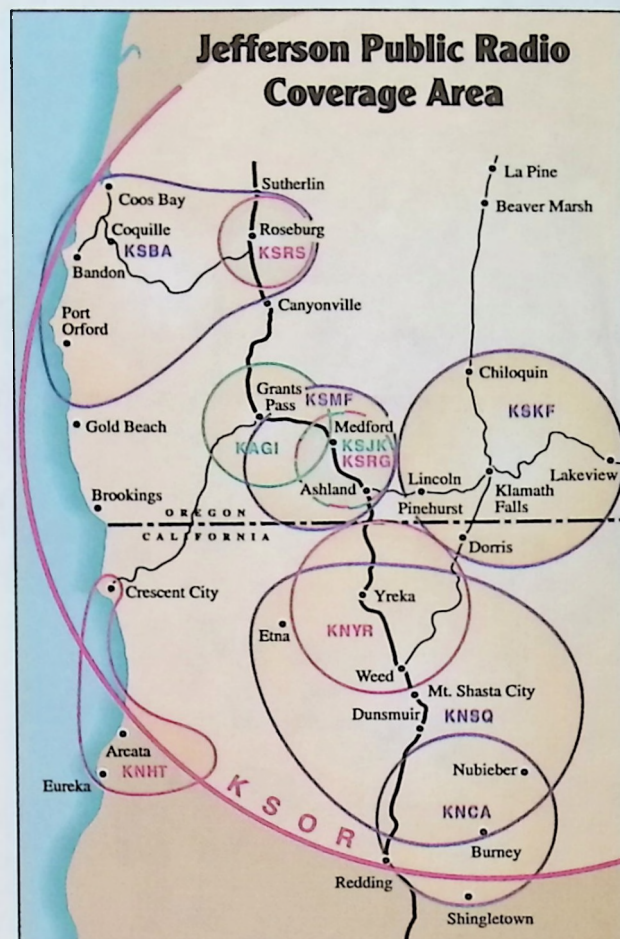 Jefferson Public Radio
Coverage Area
La Pine
Sutherlin
Coos Bay
Beaver Marsh
Coquille
KSBA
Roseburg
KSRS
Bandon
Canyonville
Port
Orford
Chiloquin
Grants
Pass
KSMF
KSKF
Gold Beach
Medford
KAGI
KSJK
KSRG
Lakeview
Ashland
Lincoln
Pinehurst
Klamath
Falls
Brookings
OREGON
CALIFORNIA
Dorris
Crescent City
Yreka
Etna
KNYR
Weed
Mt. Shasta City
Dunsmuir
KNSQ
Arcata
KNHT
Nubieber
Eureka
KSOR
KNCA
Burney
Redding
Shingletown